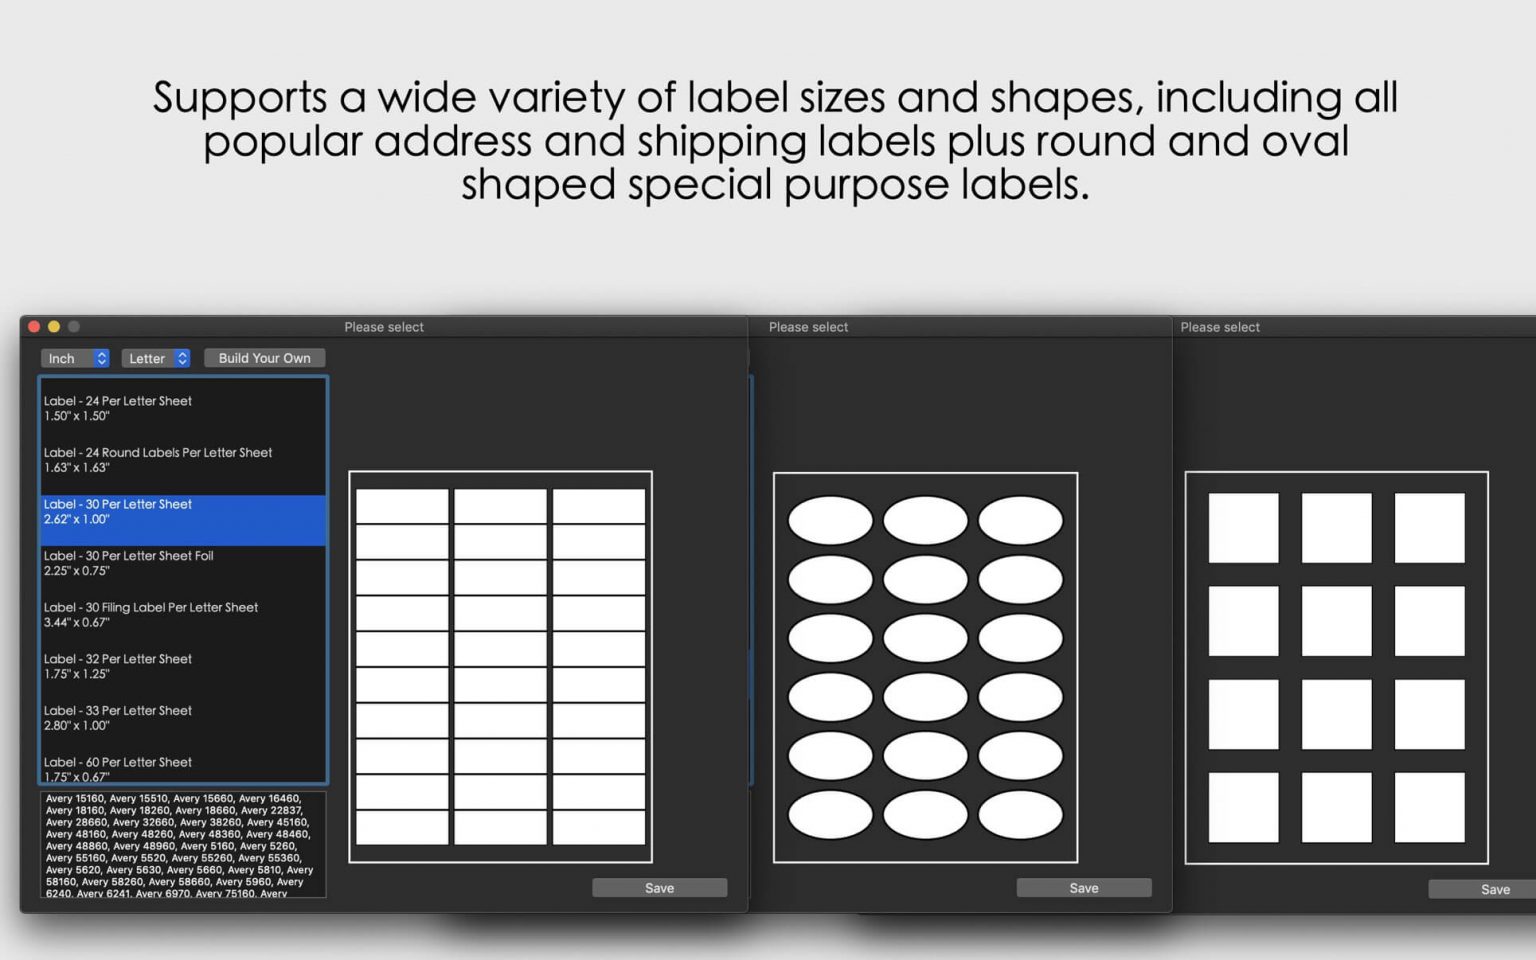 Supports a wide variety of label sizes and shapes, including all
popular address and shipping labels plus round and oval
shaped special purpose labels.
Please select
Inch
Letter
Build Your Own
Label - 24 Per Letter Sheet
1.50" x 1.50"
Label - 24 Round Labels Per Letter Sheet
1.63" x 1.63"
Label - 30 Per Letter Sheet
2.62" x 1.00"
Label - 30 Per Letter Sheet Foil
2.25" x 0.75"
Label - 30 Filing Label Per Letter Sheet
3.44" x 0.67"
Label - 32 Per Letter Sheet
1.75" x 1.25"
Label - 33 Per Letter Sheet
2.80" x 1.00"
Label - 60 Per Letter Sheet
1.75" x 0.67"
Avery 15160, Avery 15510, Avery 15660, Avery 16460,
Avery 18160, Avery 18260, Avery 18660, Avery 22837,
Avery 28660, Avery 32660, Avery 38260, Avery 45160,
Avery 48160, Avery 48260, Avery 48360, Avery 48460,
Avery 48860, Avery 48960, Avery 5160, Avery 5260,
Avery 55160, Avery 5520, Avery 55260, Avery 55360,
Avery 5620, Avery 5630, Avery 5660, Avery 5810, Avery
58160, Avery 58260, Avery 58660, Avery 5960, Avery
6240, Avery 6241, Avery 6970, Avery 75160, Avery
Save
Please select
Save
Please select
Save